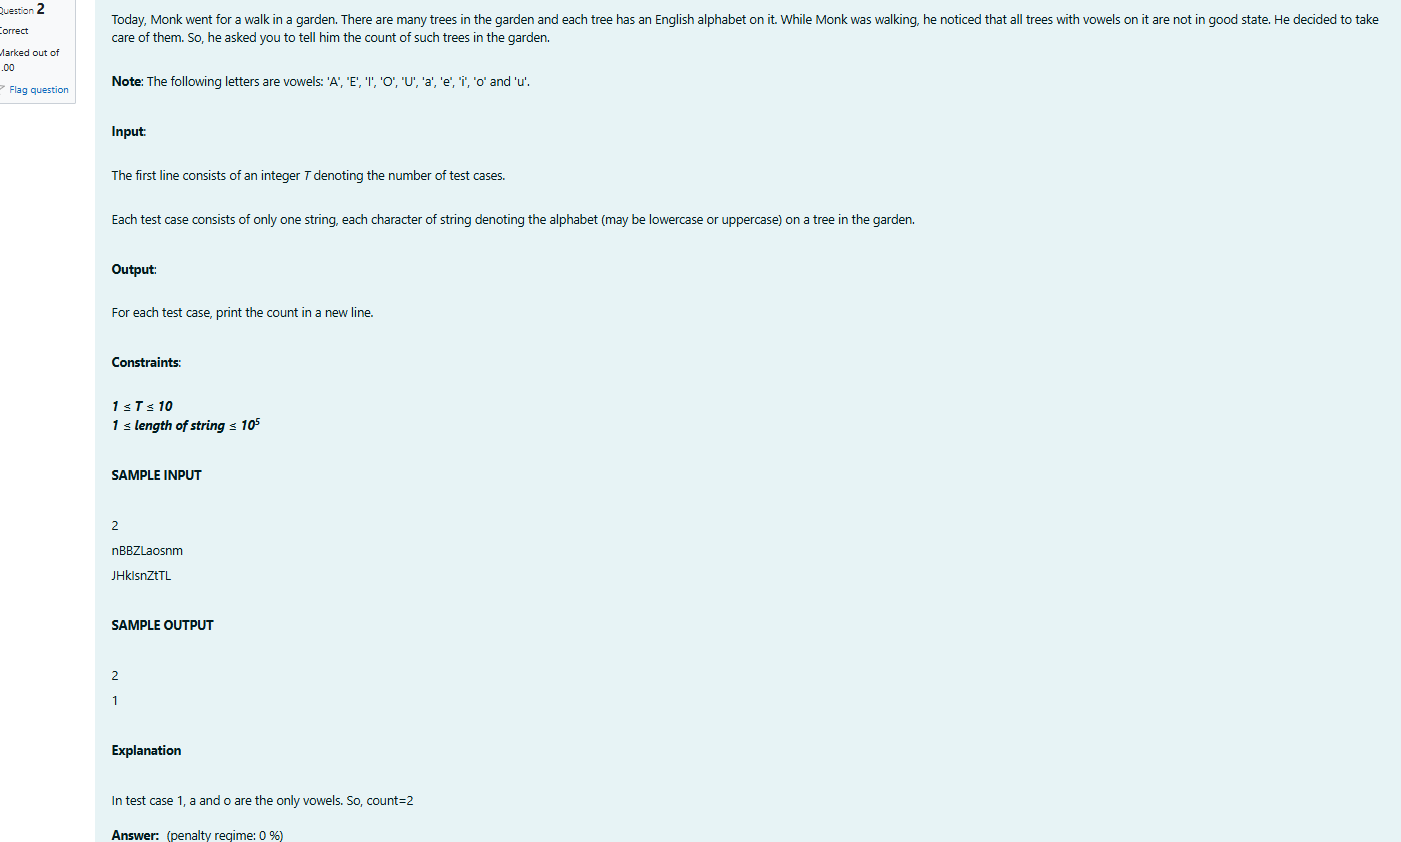 Question 2
Correct
Marked out of
.00
Flag question
Today, Monk went for a walk in a garden. There are many trees in the garden and each tree has an English alphabet on it. While Monk was walking, he noticed that all trees with vowels on it are not in good state. He decided to take
care of them. So, he asked you to tell him the count of such trees in the garden.
Note: The following letters are vowels: 'A', 'E', 'I', 'O', 'U', 'a', 'e', 'i', 'o' and 'u'.
Input:
The first line consists of an integer T denoting the number of test cases.
Each test case consists of only one string, each character of string denoting the alphabet (may be lowercase or uppercase) on a tree in the garden.
Output:
For each test case, print the count in a new line.
Constraints:
1 ≤ T ≤ 10
1 ≤ length of string ≤ 10⁵
SAMPLE INPUT
2
nBBZLaosnm
JHkIsnZtTL
SAMPLE OUTPUT
2
1
Explanation
In test case 1, a and o are the only vowels. So, count=2
Answer: (penalty regime: 0 %)